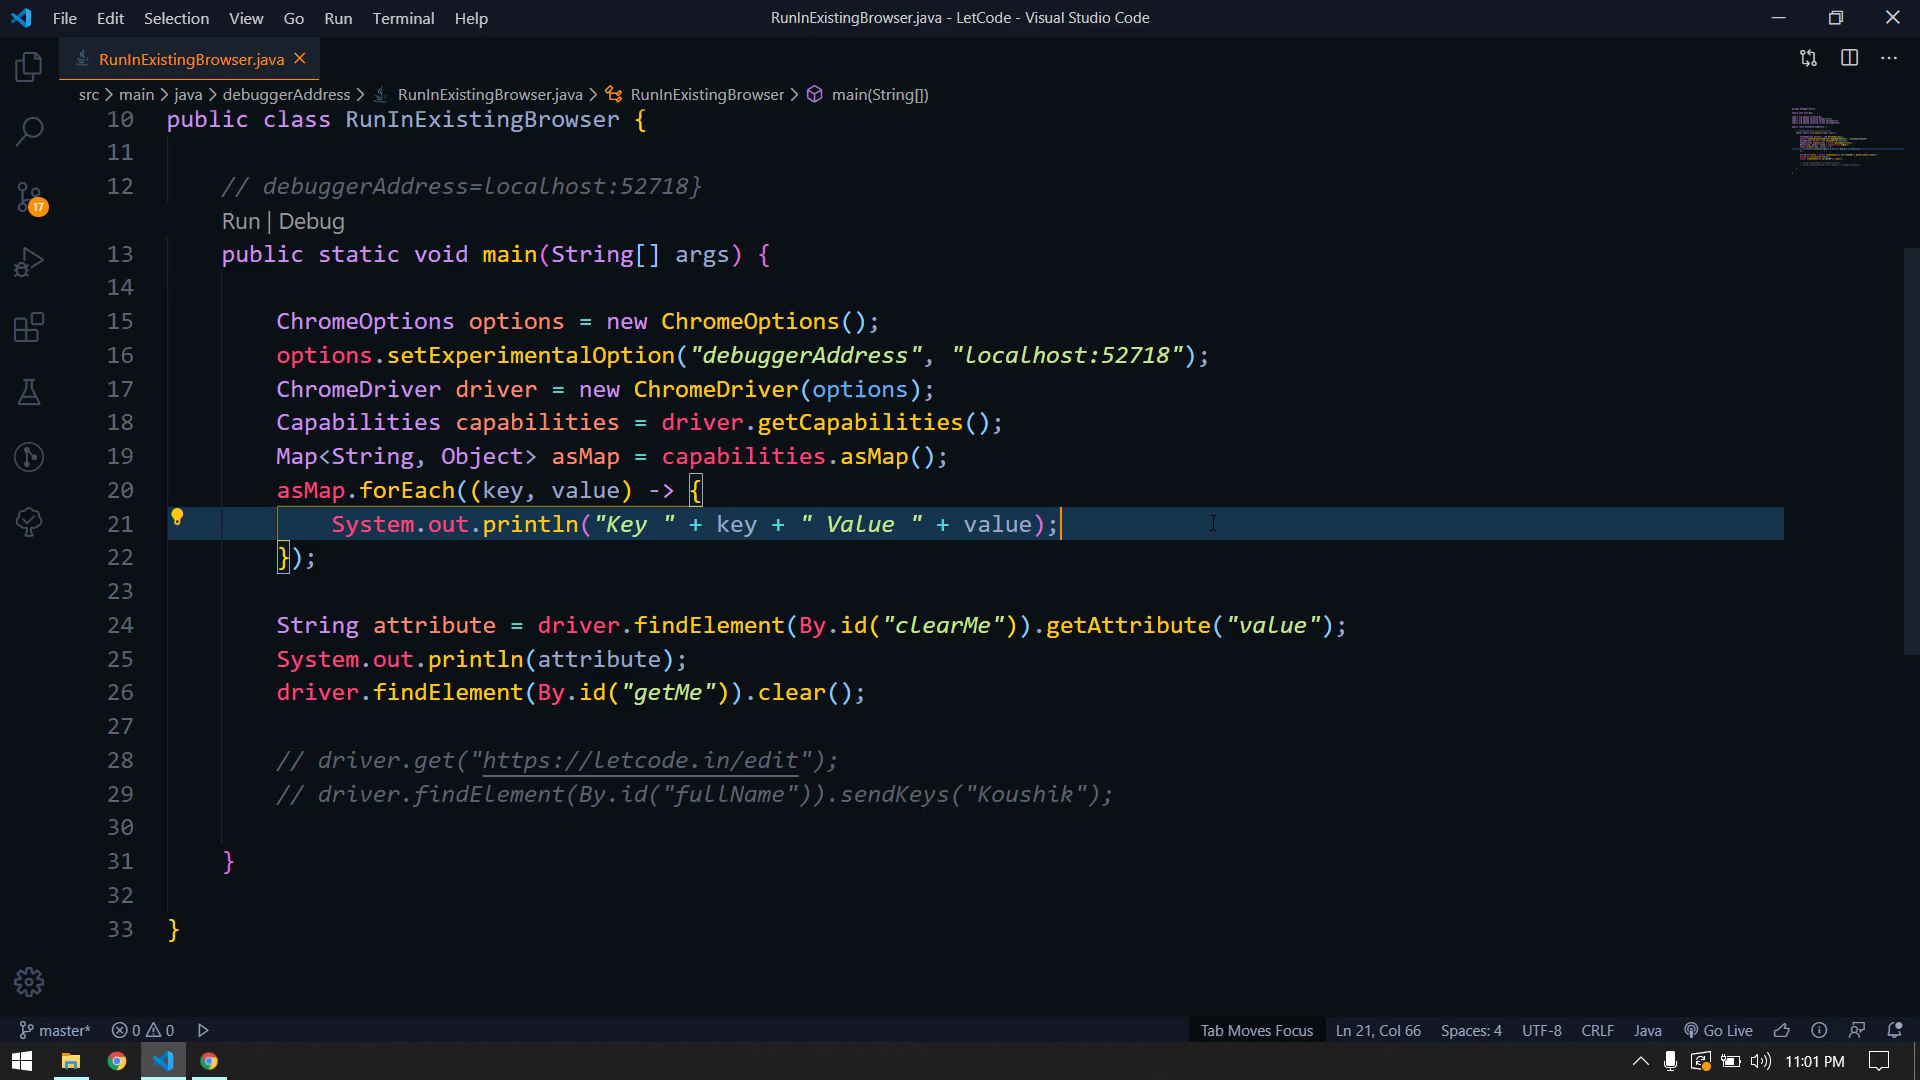 File Edit Selection View Go Run Terminal Help RunInExistingBrowser.java - LetCode - Visual Studio Code
RunInExistingBrowser.java
src > main > java > debuggerAddress > RunInExistingBrowser.java > RunInExistingBrowser > main(String[])
10 public class RunInExistingBrowser {
11
12 // debuggerAddress=localhost:52718}
Run | Debug
13 public static void main(String[] args) {
14
15 ChromeOptions options = new ChromeOptions();
16 options.setExperimentalOption("debuggerAddress", "localhost:52718");
17 ChromeDriver driver = new ChromeDriver(options);
18 Capabilities capabilities = driver.getCapabilities();
19 Map<String, Object> asMap = capabilities.asMap();
20 asMap.forEach((key, value) -> {
21 System.out.println("Key " + key + " Value " + value);
22 });
23
24 String attribute = driver.findElement(By.id("clearMe")).getAttribute("value");
25 System.out.println(attribute);
26 driver.findElement(By.id("getMe")).clear();
27
28 // driver.get("https://letcode.in/edit");
29 // driver.findElement(By.id("fullName")).sendKeys("Koushik");
30
31 }
32
33 }
17
master* 0 0 Tab Moves Focus Ln 21, Col 66 Spaces: 4 UTF-8 CRLF Java Go Live
11:01 PM